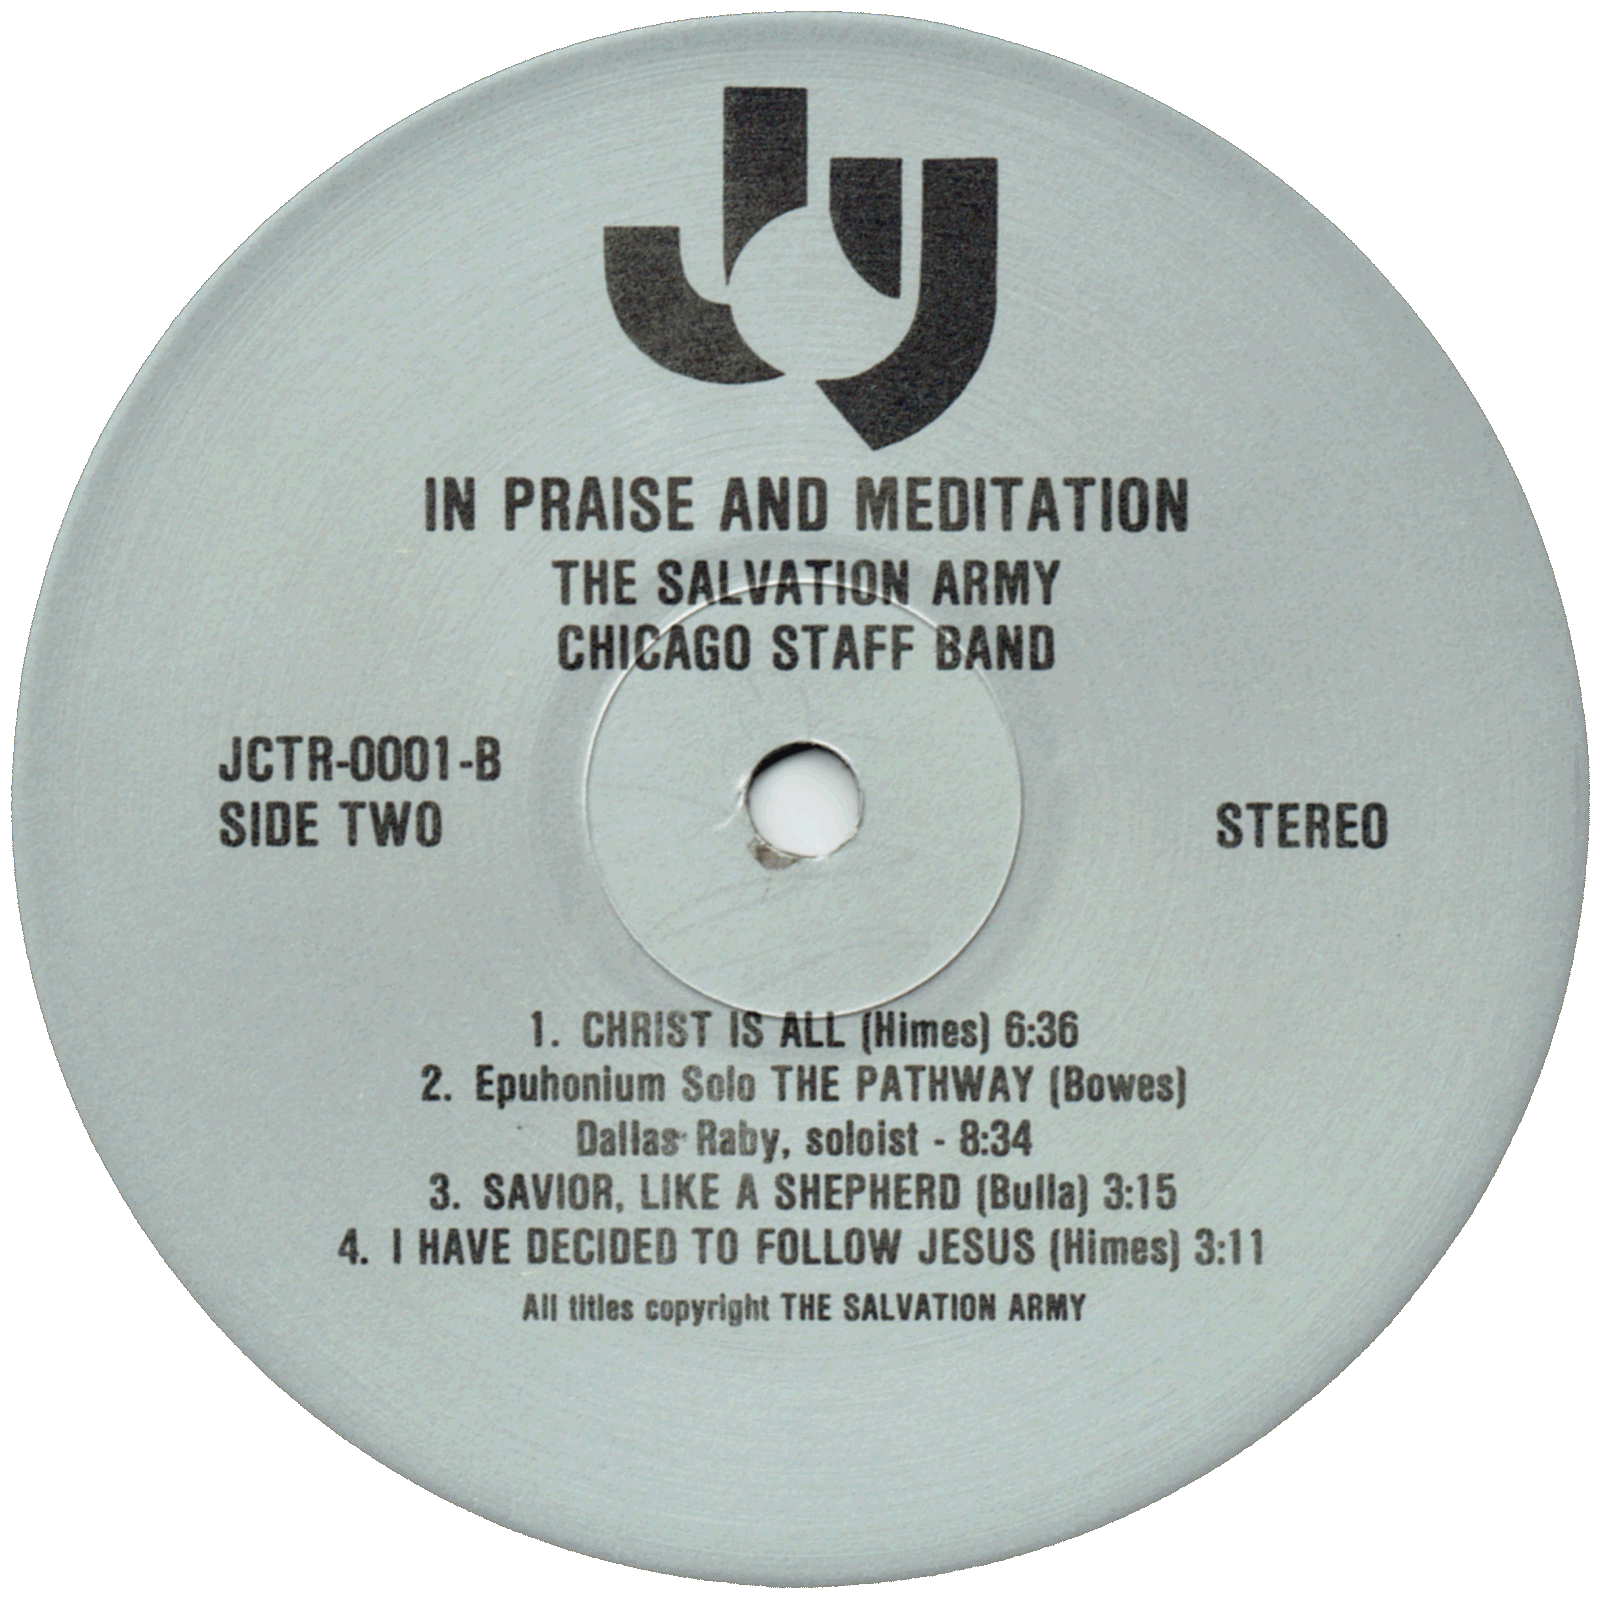 Jy
IN PRAISE AND MEDITATION
THE SALVATION ARMY
CHICAGO STAFF BAND
JCTR-0001-B
SIDE TWO
STEREO
1. CHRIST IS ALL (Himes) 6:36
2. Epuhonium Solo THE PATHWAY (Bowes)
Dallas Raby, soloist - 8:34
3. SAVIOR, LIKE A SHEPHERD (Bulla) 3:15
4. I HAVE DECIDED TO FOLLOW JESUS (Himes) 3:11
All titles copyright THE SALVATION ARMY